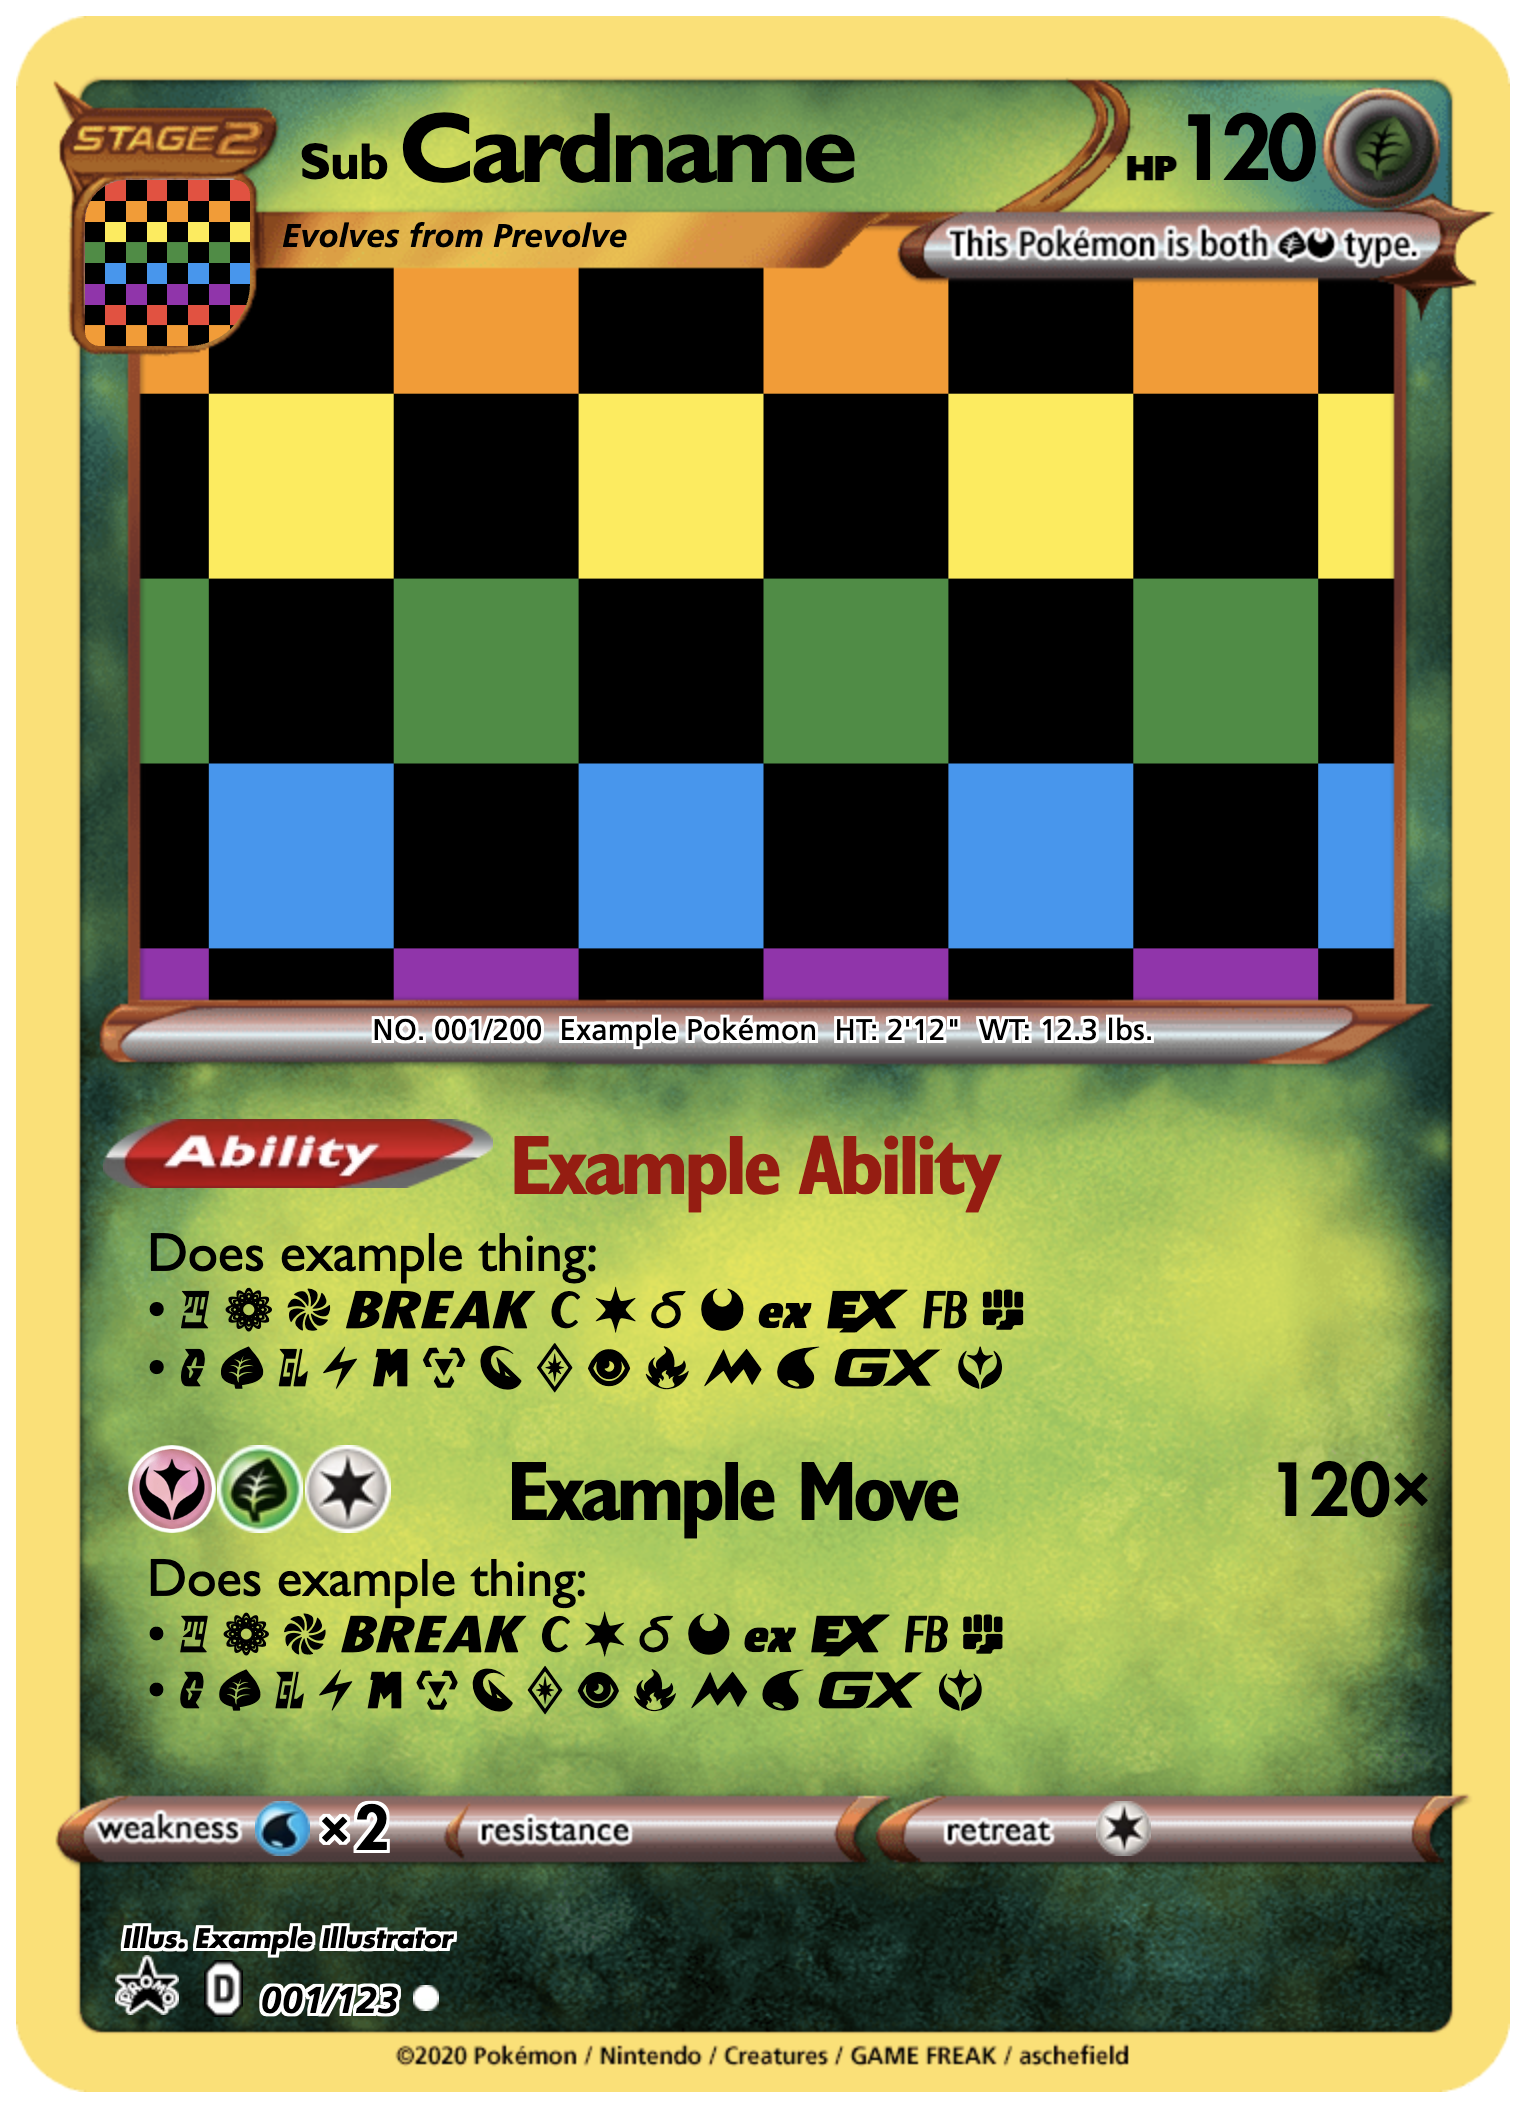 STAGE2
Sub Cardname
HP 120
Evolves from Prevolve
This Pokémon is both type.
NO. 001/200 Example Pokémon HT: 2'12" WT: 12.3 lbs.
Ability Example Ability
Does example thing:
• BREAK C δ ex EX FB
• G GL M GX
Example Move 120×
Does example thing:
• BREAK C δ ex EX FB
• G GL M GX
weakness ×2 resistance retreat
Illus. Example Illustrator
PROMO D 001/123
©2020 Pokémon / Nintendo / Creatures / GAME FREAK / aschefield